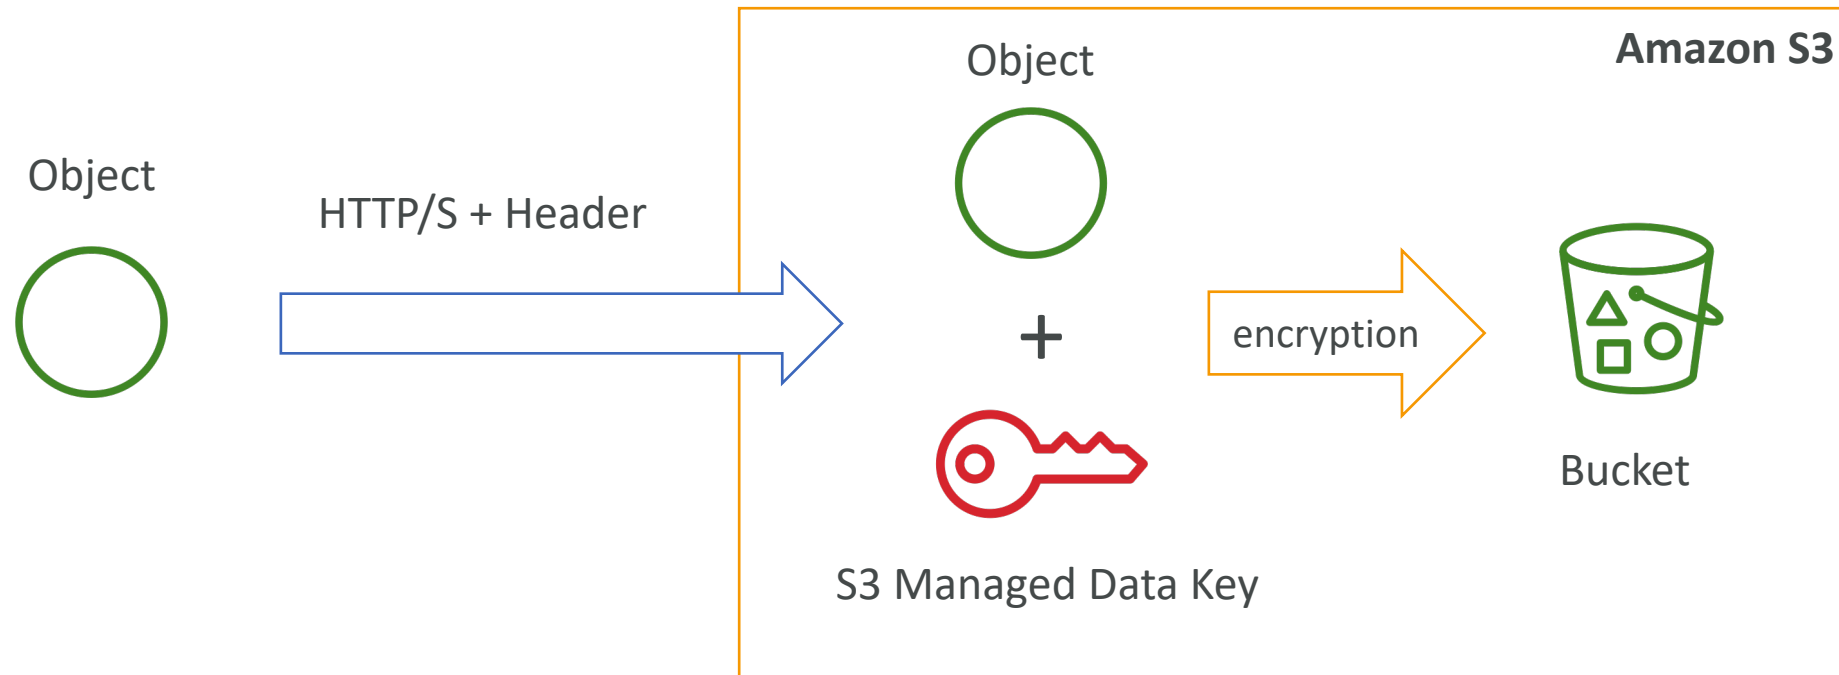 Object
HTTP/S + Header
Amazon S3
Object
+
S3 Managed Data Key
encryption
Bucket